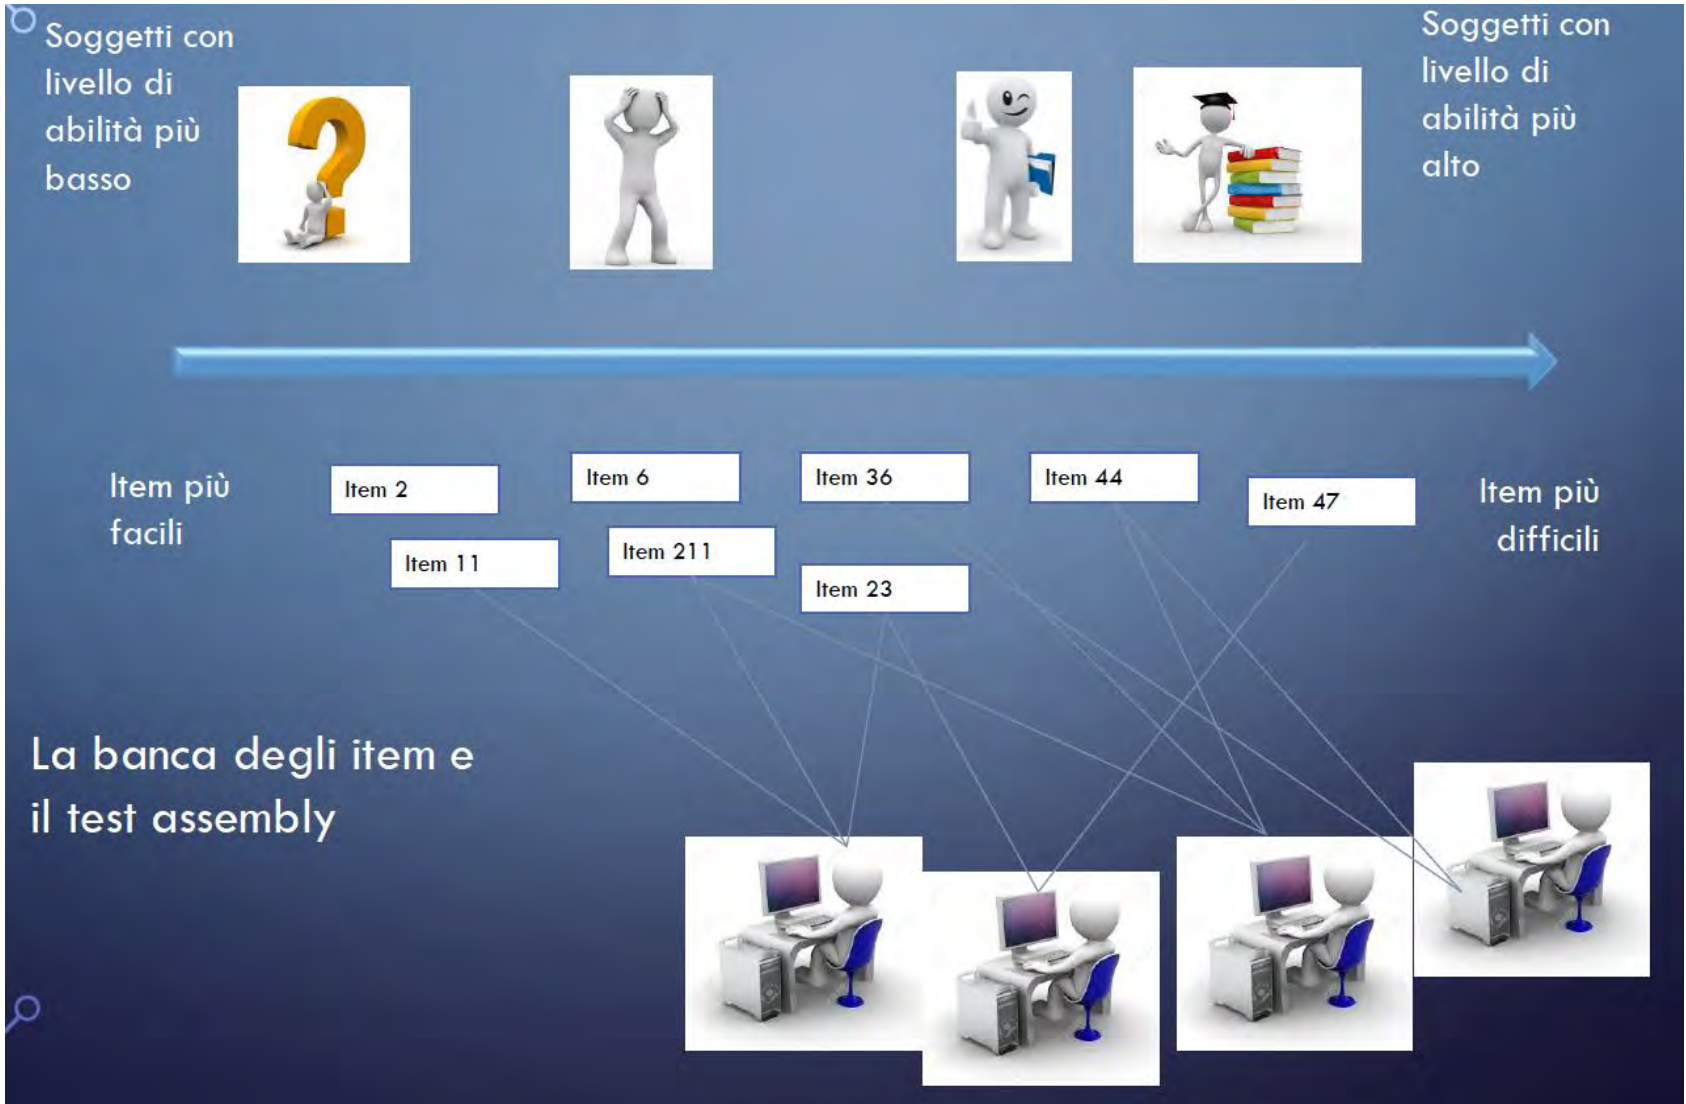 Soggetti con
livello di
abilità più
basso
Soggetti con
livello di
abilità più
alto
Item più
facili
Item 2
Item 6
Item 36
Item 44
Item 47
Item 11
Item 211
Item 23
Item più
difficili
La banca degli item e
il test assembly